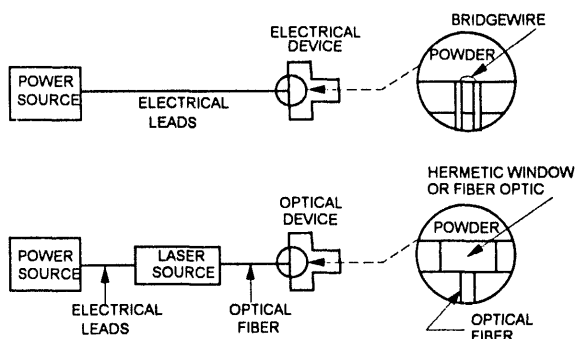 BRIDGEWIRE
ELECTRICAL
DEVICE
POWDER
POWER
SOURCE
ELECTRICAL
LEADS
HERMETIC WINDOW
OR FIBER OPTIC
OPTICAL
DEVICE
POWDER
POWER
SOURCE
LASER
SOURCE
ELECTRICAL
LEADS
OPTICAL
FIBER
OPTICAL
FIBER